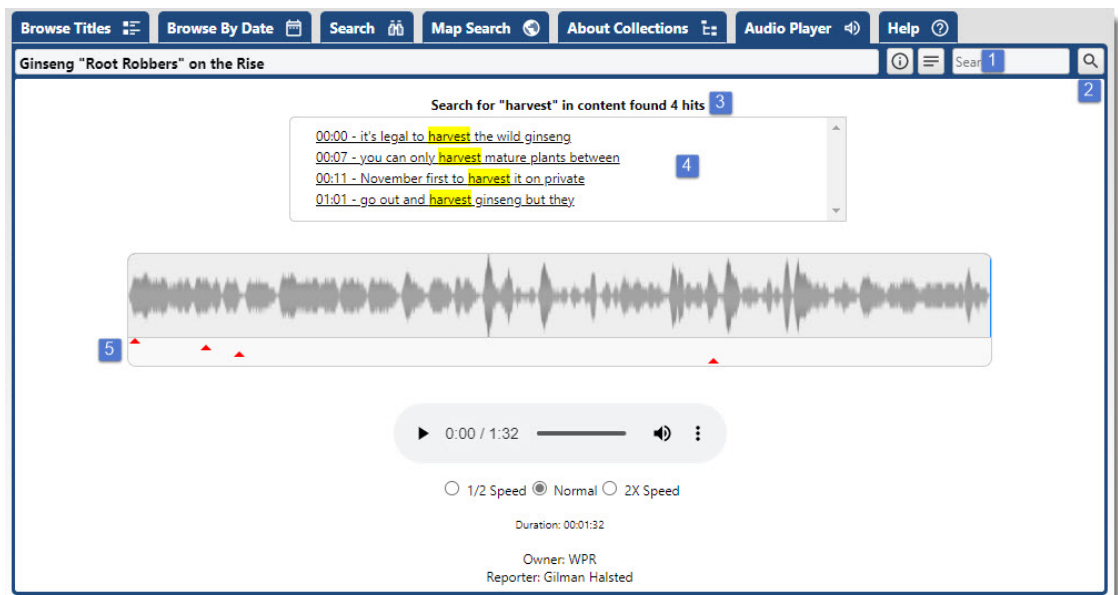 Browse Titles Browse By Date Search Map Search About Collections Audio Player Help
Ginseng "Root Robbers" on the Rise Sear 1
2
Search for "harvest" in content found 4 hits 3
00:00 - it's legal to harvest the wild ginseng
00:07 - you can only harvest mature plants between
4
00:11 - November first to harvest it on private
01:01 - go out and harvest ginseng but they
5
0:00 / 1:32
1/2 Speed Normal 2X Speed
Duration: 00:01:32
Owner: WPR
Reporter: Gilman Halsted